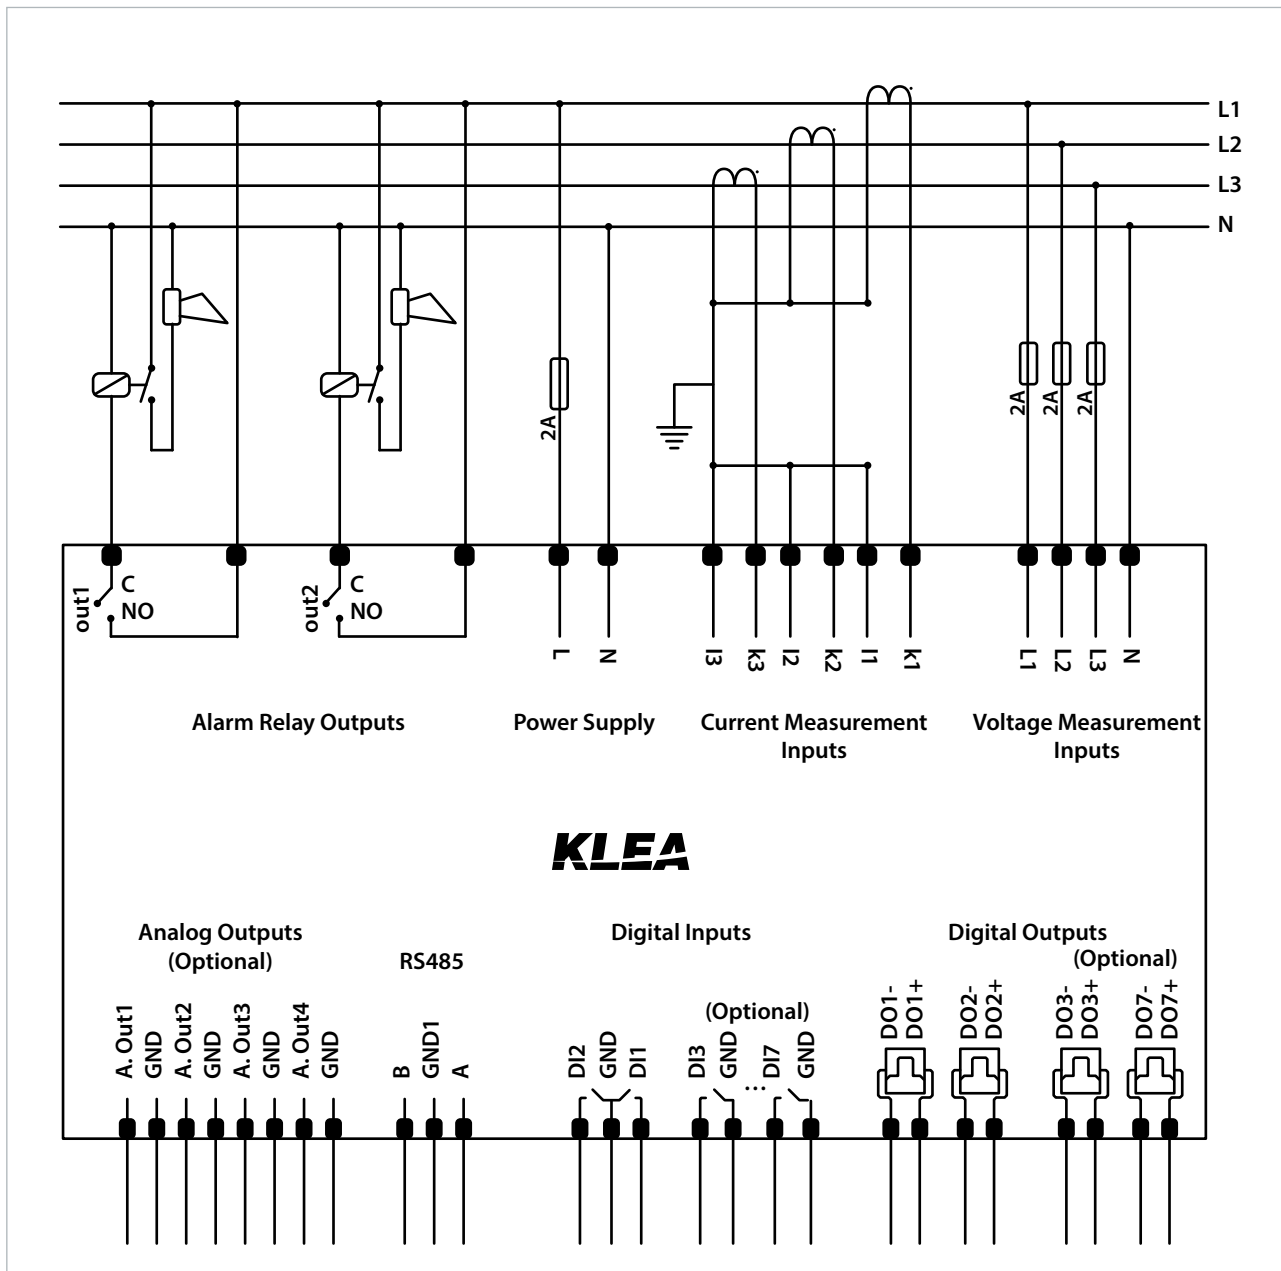 L1
L2
L3
N
2A
2A
2A
2A
out1
C
NO
out2
C
NO
L
N
l3
k3
l2
k2
l1
k1
L1
L2
L3
N
Alarm Relay Outputs
Power Supply
Current Measurement
Inputs
Voltage Measurement
Inputs
KLEA
Analog Outputs
(Optional)
RS485
Digital Inputs
(Optional)
Digital Outputs
(Optional)
A. Out1
GND
A. Out2
GND
A. Out3
GND
A. Out4
GND
B
GND1
A
DI2
GND
DI1
DI3
GND
...
DI7
GND
DO1-
DO1+
DO2-
DO2+
DO3-
DO3+
DO7-
DO7+